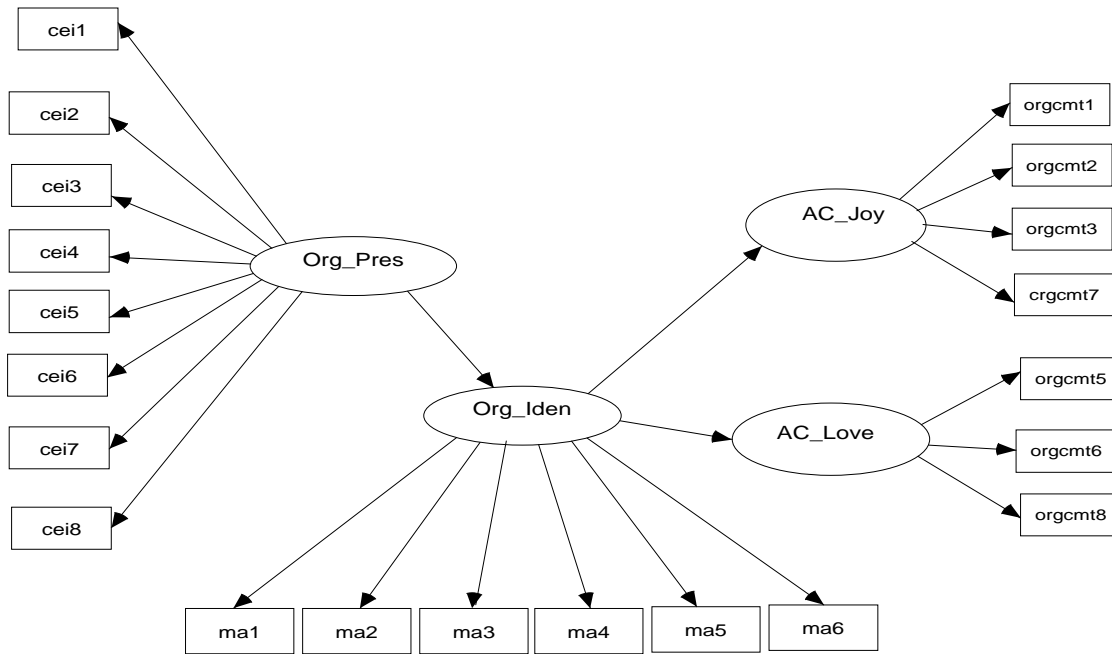 cei1
cei2
cei3
cei4
cei5
cei6
cei7
cei8
Org_Pres
Org_Iden
ma1
ma2
ma3
ma4
ma5
ma6
AC_Joy
orgcmt1
orgcmt2
orgcmt3
crgcmt7
AC_Love
orgcmt5
orgcmt6
orgcmt8